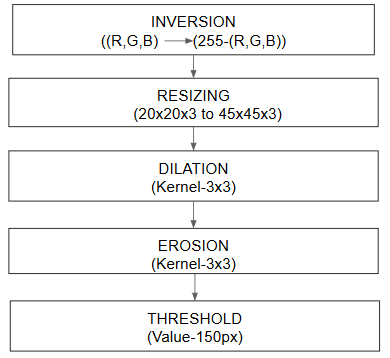 INVERSION
((R,G,B) → (255-(R,G,B))
RESIZING
(20x20x3 to 45x45x3)
DILATION
(Kernel-3x3)
EROSION
(Kernel-3x3)
THRESHOLD
(Value-150px)